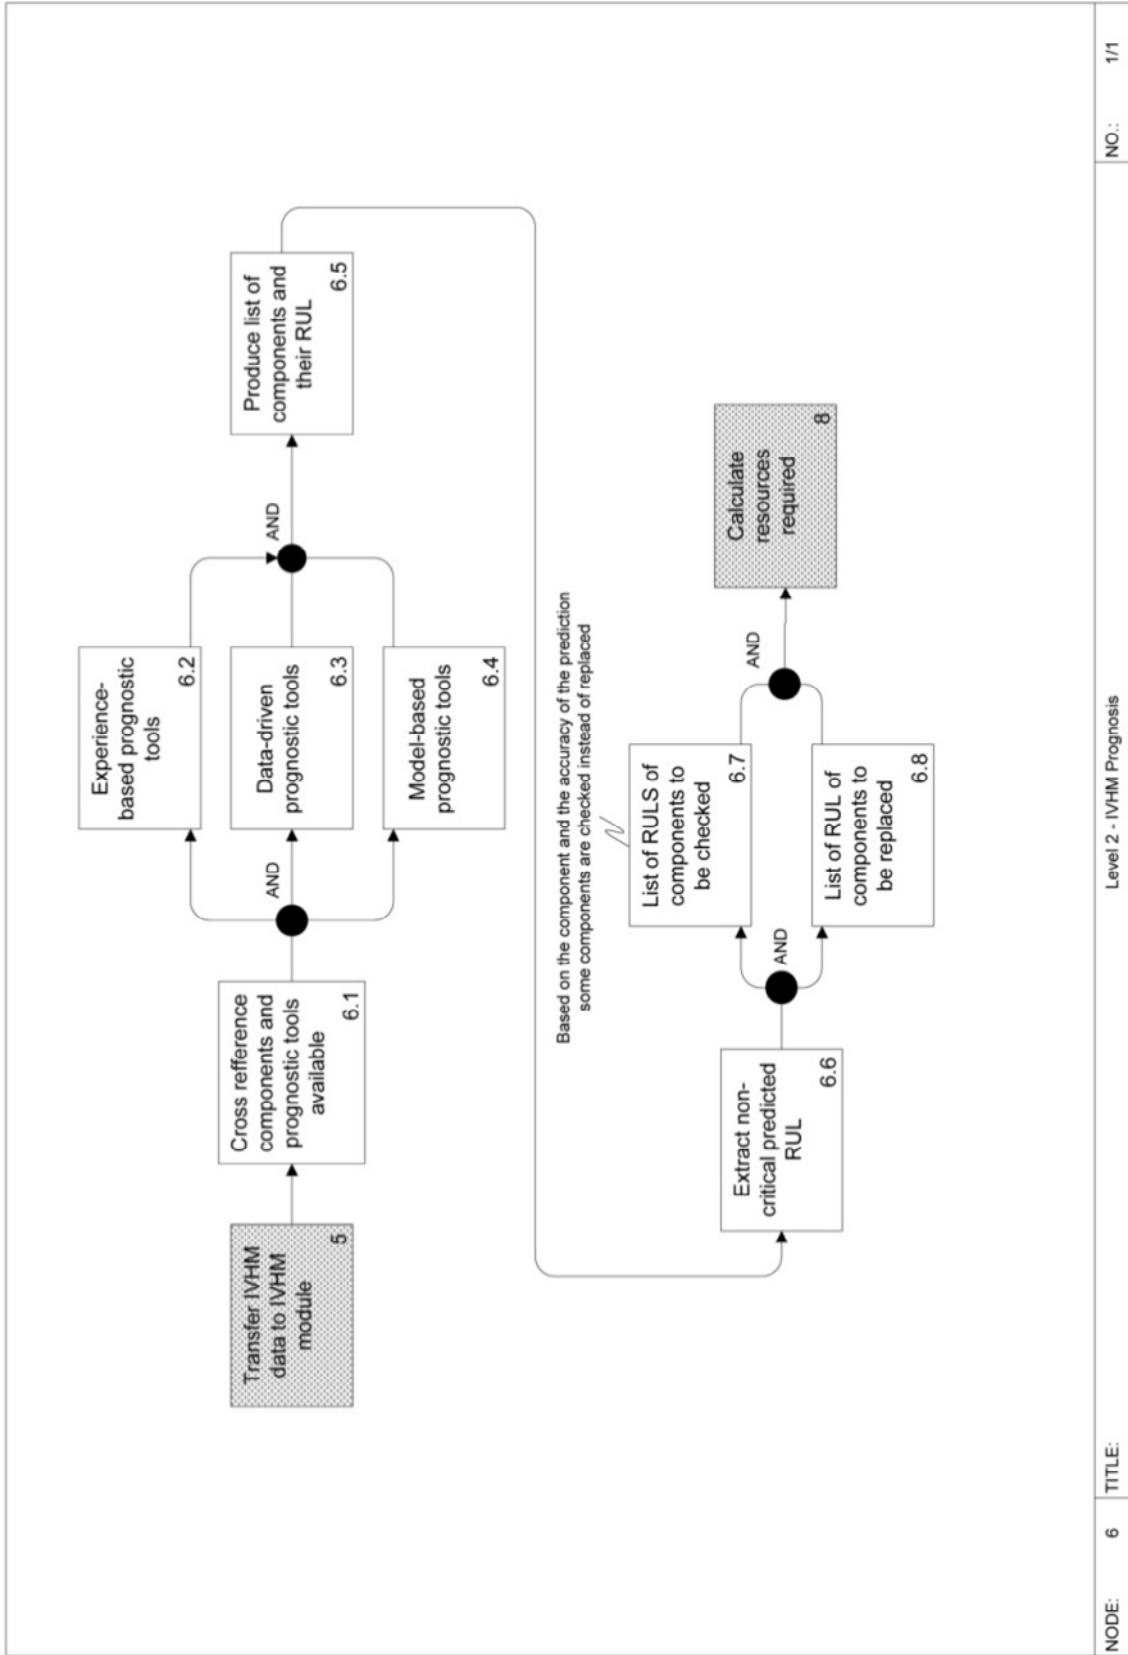 Transfer IVHM
data to IVHM
module
5
Cross refference
components and
prognostic tools
available
6.1
AND
Experience-
based prognostic
tools
6.2
Data-driven
prognostic tools
6.3
Model-based
prognostic tools
6.4
AND
Produce list of
components and
their RUL
6.5
Based on the component and the accuracy of the prediction
some components are checked instead of replaced
Extract non-
critical predicted
RUL
6.6
AND
List of RULS of
components to
be checked
6.7
List of RUL of
components to
be replaced
6.8
AND
Calculate
resources
required
8
NODE: 6 TITLE: Level 2 - IVHM Prognosis NO.: 1/1